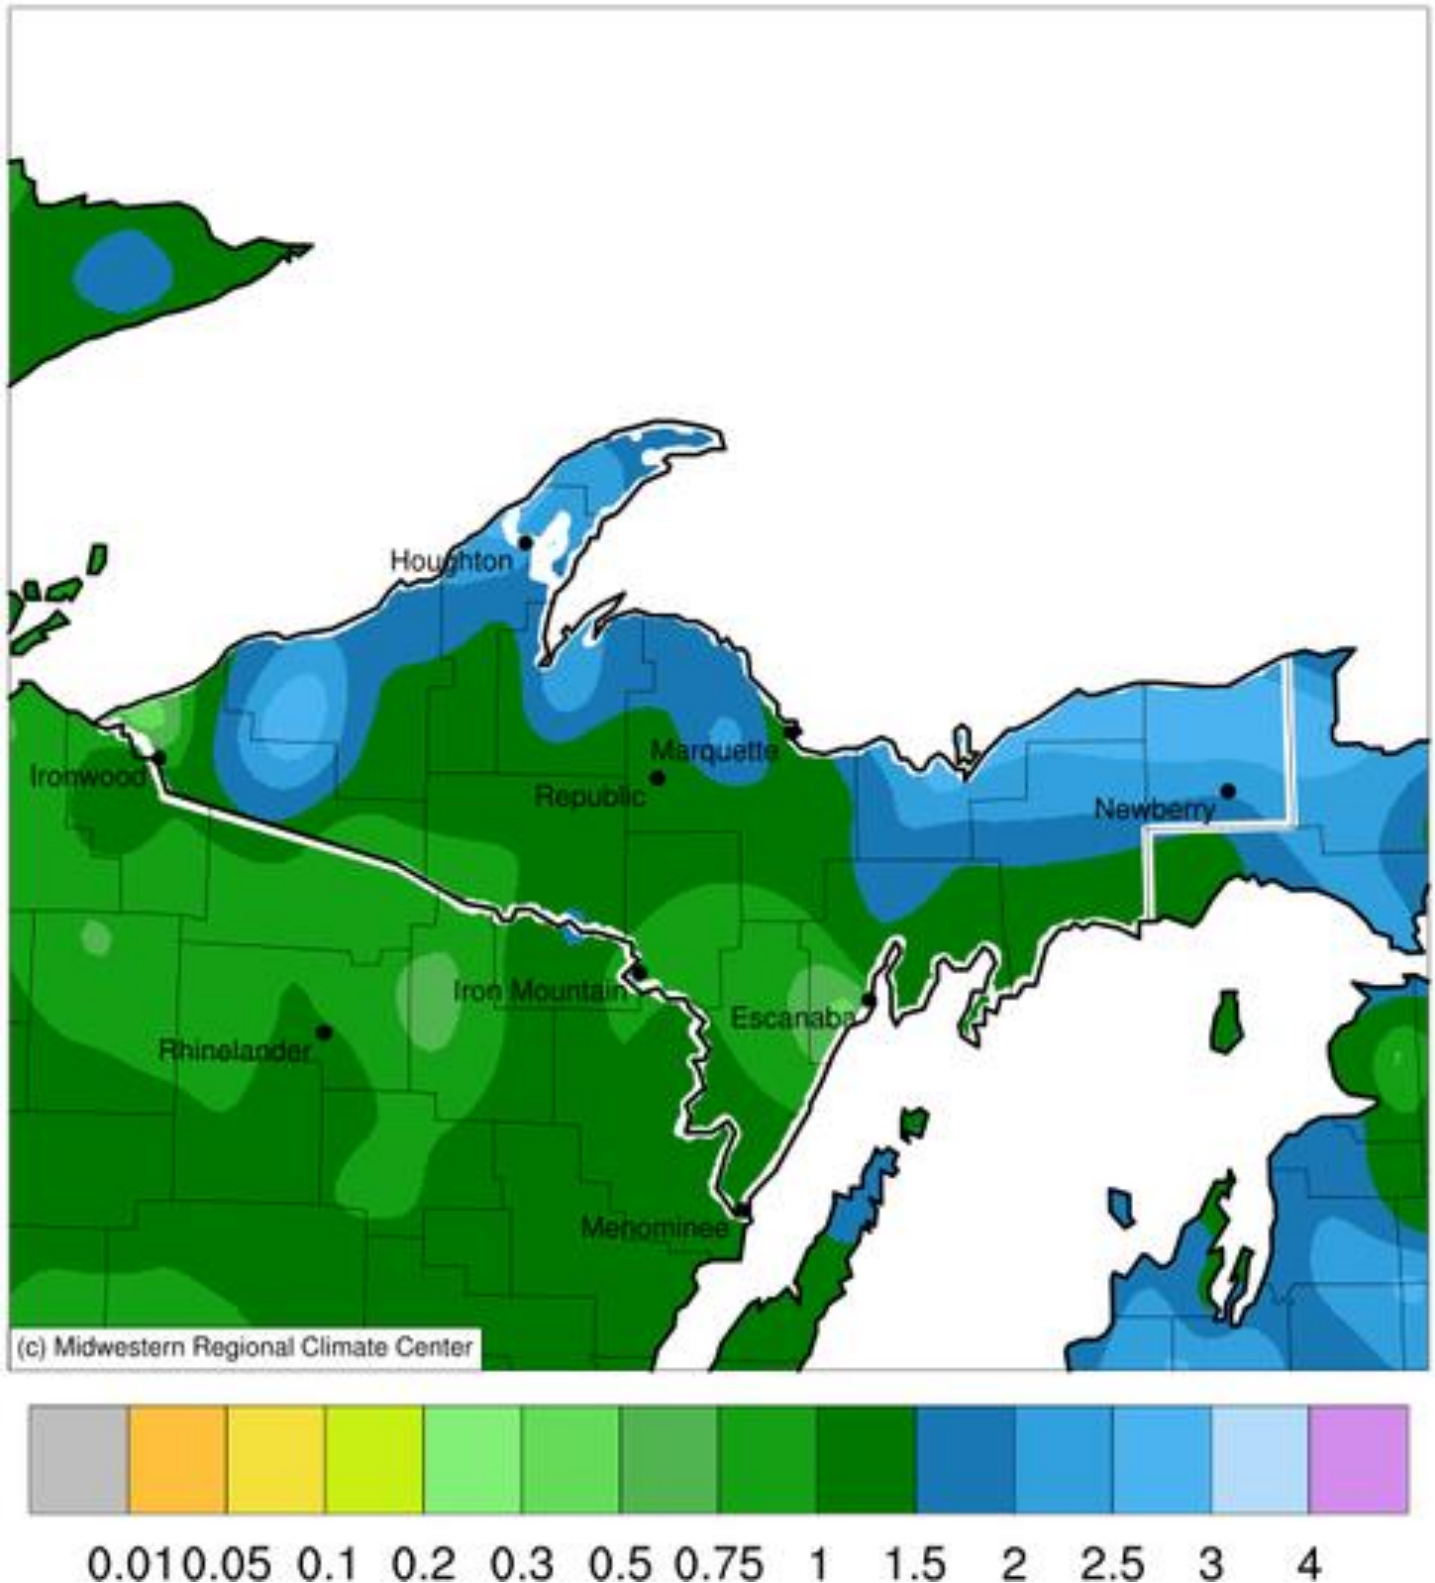 Houghton
Marquette
Ironwood
Republic
Newberry
Iron Mountain
Escanaba
Rhinelander
Menominee
(c) Midwestern Regional Climate Center
0.01 0.05 0.1 0.2 0.3 0.5 0.75 1 1.5 2 2.5 3 4